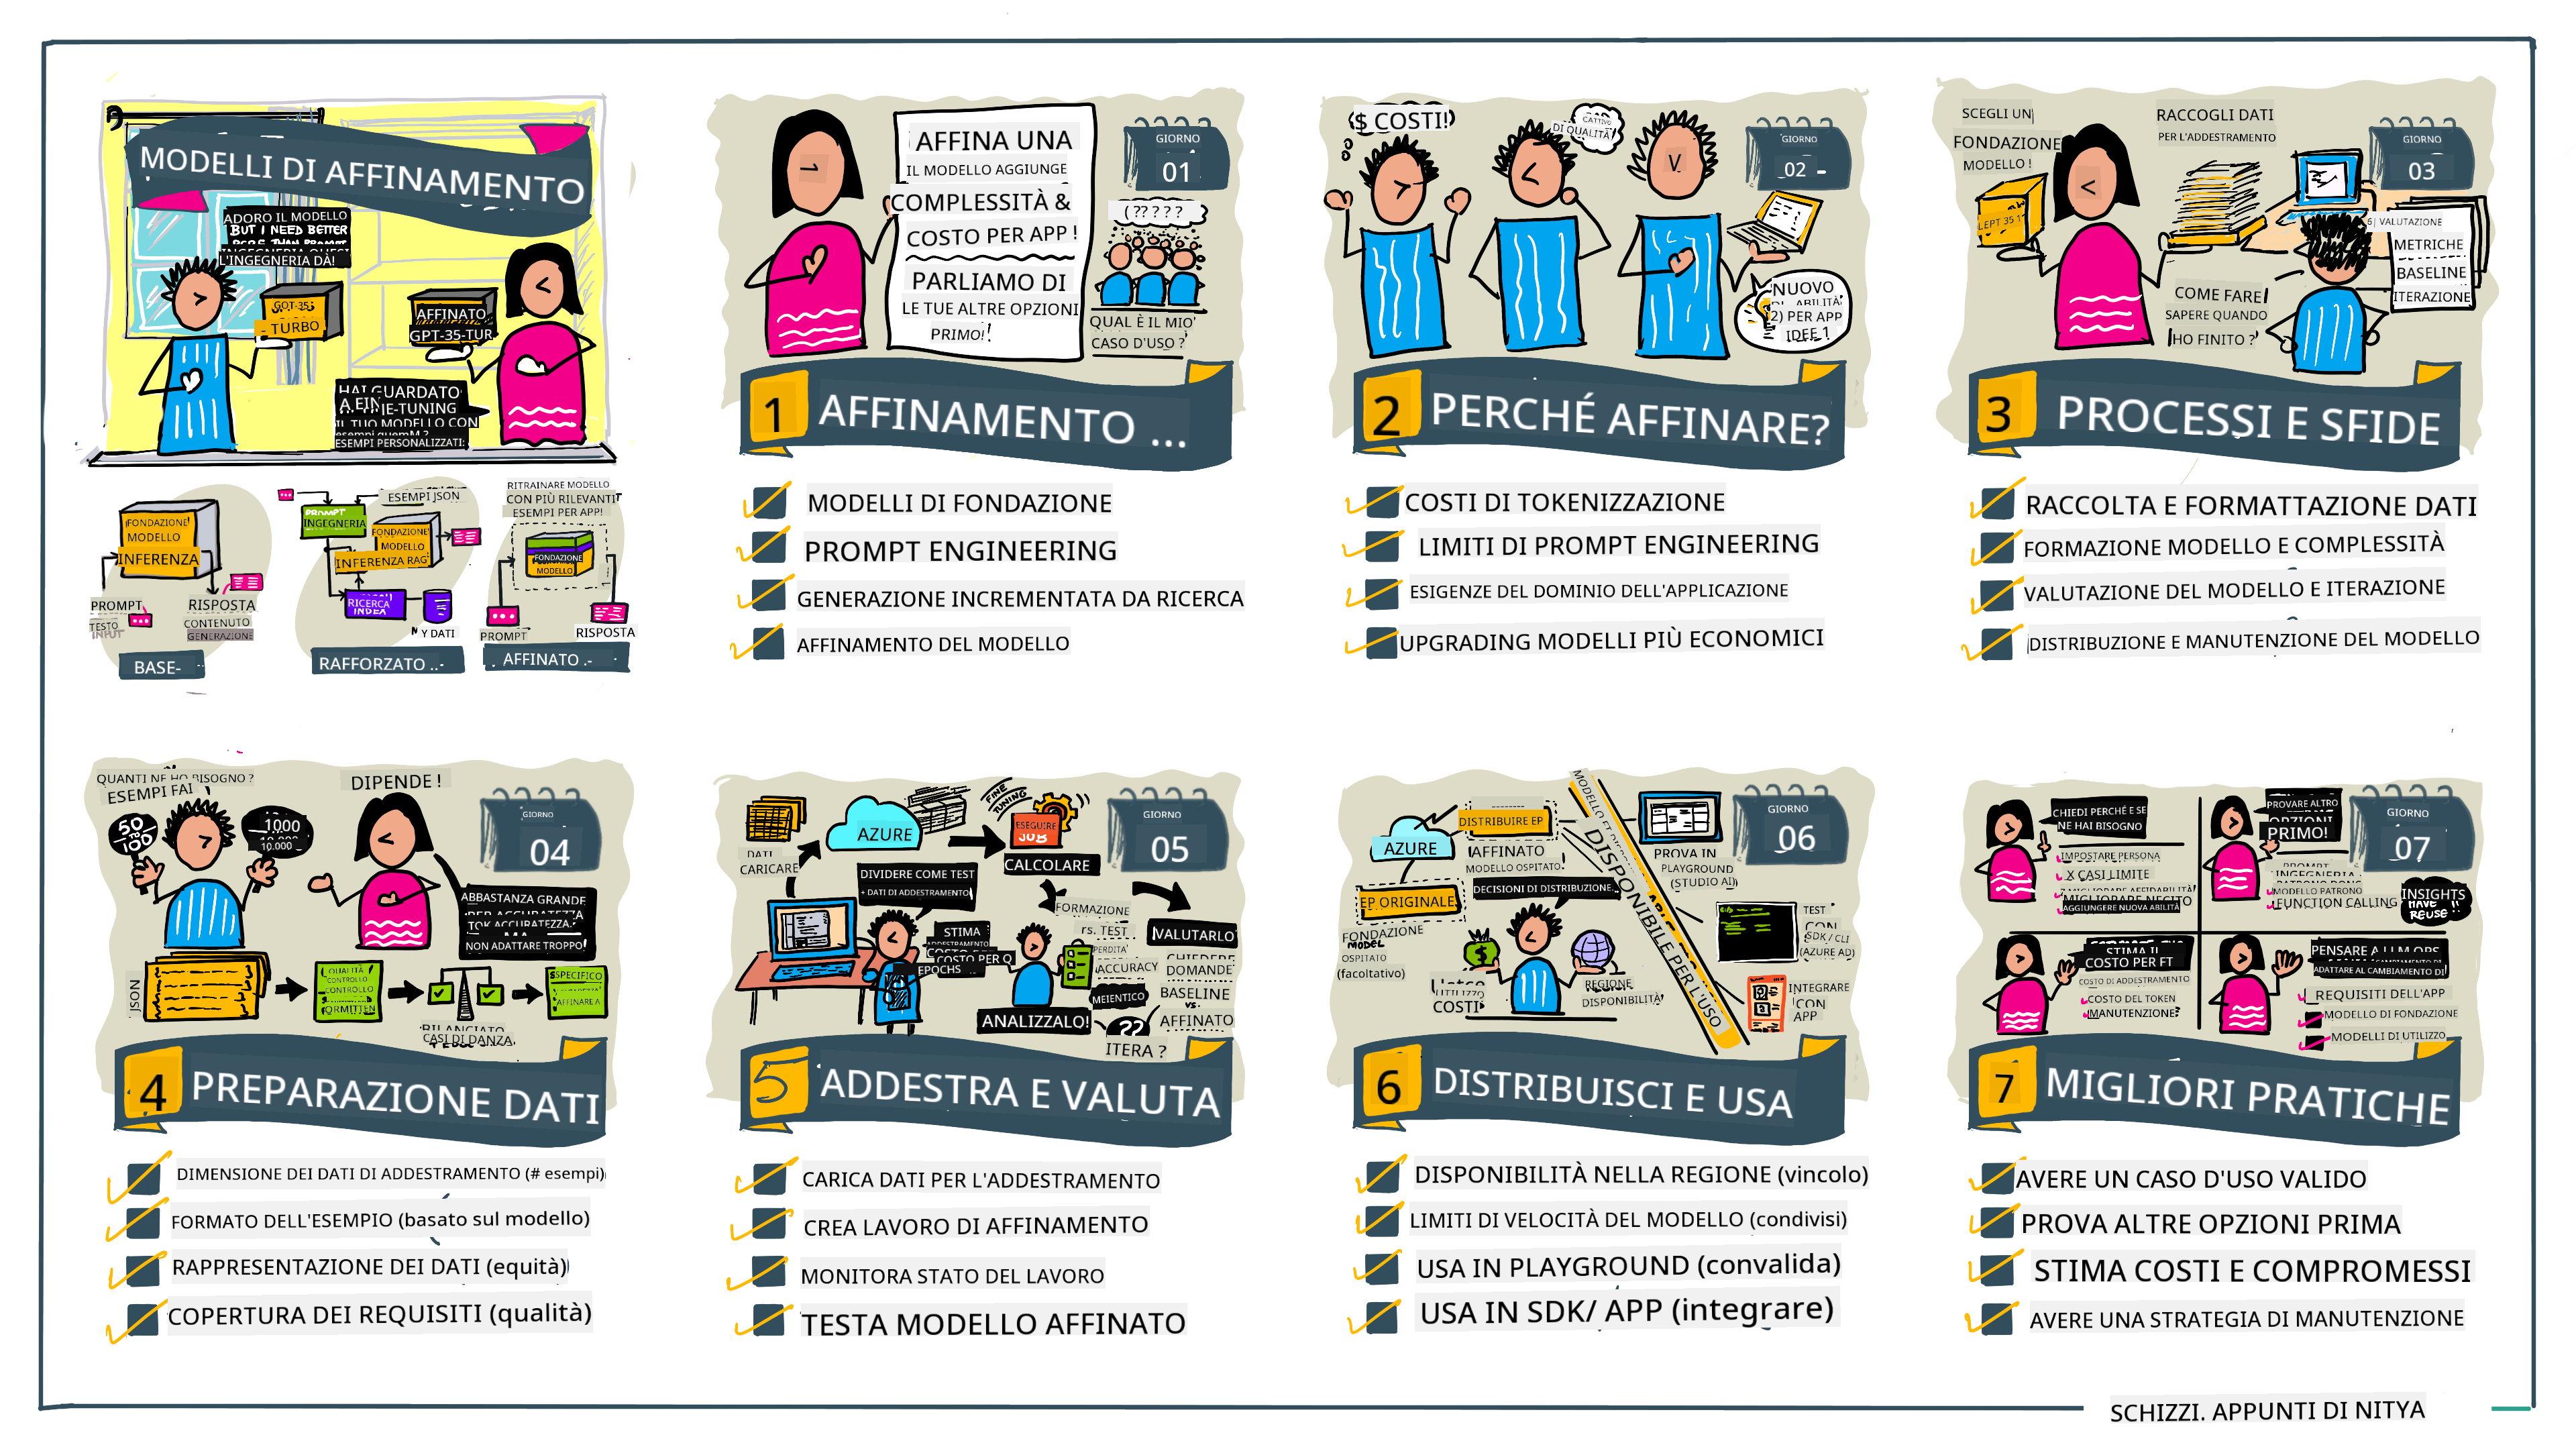 MODELLI DI AFFINAMENTO
ADORO IL MODELLO
BUT I NEED BETTER
L'INGEGNERIA DÀ!
TURBO
AFFINATO
GPT-35-TUR
HAI GUARDATO
IL TUO MODELLO CON
ESEMPI PERSONALIZZATI:
FONDAZIONE
MODELLO
INFERENZA
PROMPT
TESTO
INPUT
RISPOSTA
CONTENUTO
GENERAZIONE
BASE-
ESEMPI JSON
PROMPT
INGEGNERIA
FONDAZIONE
MODELLO
INFERENZA RAG
RICERCA
INDEX
Y DATI
RAFFORZATO ..-
RITRAINARE MODELLO
CON PIÙ RILEVANTI
ESEMPI PER APP!
FONDAZIONE
MODELLO
PROMPT
RISPOSTA
AFFINATO .-
AFFINA UNA
IL MODELLO AGGIUNGE
COMPLESSITÀ &
COSTO PER APP !
PARLIAMO DI
LE TUE ALTRE OPZIONI
PRIMO!
GIORNO
01
( ?? ? ? ?
QUAL È IL MIO
CASO D'USO ?
1 AFFINAMENTO ...
MODELLI DI FONDAZIONE
PROMPT ENGINEERING
GENERAZIONE INCREMENTATA DA RICERCA
AFFINAMENTO DEL MODELLO
$ COSTI!
CATTIVO
DI QUALITÀ
GIORNO
02
NUOVO
2) PER APP
IDEE
2 PERCHÉ AFFINARE?
COSTI DI TOKENIZZAZIONE
LIMITI DI PROMPT ENGINEERING
ESIGENZE DEL DOMINIO DELL'APPLICAZIONE
UPGRADING MODELLI PIÙ ECONOMICI
SCEGLI UN
FONDAZIONE
MODELLO !
RACCOGLI DATI
PER L'ADDESTRAMENTO
GIORNO
03
VALUTAZIONE
METRICHE
BASELINE
ITERAZIONE
COME FARE
SAPERE QUANDO
HO FINITO ?
3 PROCESSI E SFIDE
RACCOLTA E FORMATTAZIONE DATI
FORMAZIONE MODELLO E COMPLESSITÀ
VALUTAZIONE DEL MODELLO E ITERAZIONE
DISTRIBUZIONE E MANUTENZIONE DEL MODELLO
QUANTI NE HO BISOGNO ?
ESEMPI FAI
50
TO
100
1000
10.000
DIPENDE !
GIORNO
04
ABBASTANZA GRANDE
NON ADATTARE TROPPO!
JSON
QUALITÀ
CONTROLLO
BILANCIATO
CASI DI DANZA
SPECIFICO
AFFINARE A
4 PREPARAZIONE DATI
DIMENSIONE DEI DATI DI ADDESTRAMENTO (# esempi)
FORMATO DELL'ESEMPIO (basato sul modello)
RAPPRESENTAZIONE DEI DATI (equità)
COPERTURA DEI REQUISITI (qualità)
DATI
CARICARE
AZURE
FINE
TUNING
ESEGUIRE
JOB
CALCOLARE
GIORNO
05
DIVIDERE COME TEST
+ DATI DI ADDESTRAMENTO
STIMA
COSTO PER Q
EPOCHS
FORMAZIONE
rs. TEST
ACCURACY
MEIENTICO
ANALIZZALO!
VALUTARLO
CHIEDERE
DOMANDE
BASELINE
vs.
AFFINATO
ITERA ?
5 ADDESTRA E VALUTA
CARICA DATI PER L'ADDESTRAMENTO
CREA LAVORO DI AFFINAMENTO
MONITORA STATO DEL LAVORO
TESTA MODELLO AFFINATO
AZURE
DISTRIBUIRE EP
AFFINATO
MODELLO OSPITATO
DECISIONI DI DISTRIBUZIONE
EP ORIGINALE
FONDAZIONE
MODEL
OSPITATO
(facoltativo)
UTILIZZO
COSTI
REGIONE
DISPONIBILITÀ
DISPONIBILE PER L'USO
PROVA IN
PLAYGROUND
(STUDIO AI)
GIORNO
06
TEST
CON
SDK / CLI
(AZURE AD)
INTEGRARE
CON
APP
6 DISTRIBUISCI E USA
DISPONIBILITÀ NELLA REGIONE (vincolo)
LIMITI DI VELOCITÀ DEL MODELLO (condivisi)
USA IN PLAYGROUND (convalida)
USA IN SDK/ APP (integrare)
CHIEDI PERCHÉ E SE
NE HAI BISOGNO
IMPOSTARE PERSONA
X CASI LIMITE
AGGIUNGERE NUOVA ABILITÀ
PROVARE ALTRO
OPZIONI
PRIMO!
INGEGNERIA
MODELLO PATRONO
FUNCTION CALLING
GIORNO
07
INSIGHTS
HAVE
REUSE !!
STIMA IL
COSTO PER FT
COSTO DI ADDESTRAMENTO
COSTO DEL TOKEN
MANUTENZIONE
PENSARE A LLM OPS
ADATTARE AL CAMBIAMENTO DI
REQUISITI DELL'APP
MODELLO DI FONDAZIONE
MODELLI DI UTILIZZO
7 MIGLIORI PRATICHE
AVERE UN CASO D'USO VALIDO
PROVA ALTRE OPZIONI PRIMA
STIMA COSTI E COMPROMESSI
AVERE UNA STRATEGIA DI MANUTENZIONE
SCHIZZI. APPUNTI DI NITYA